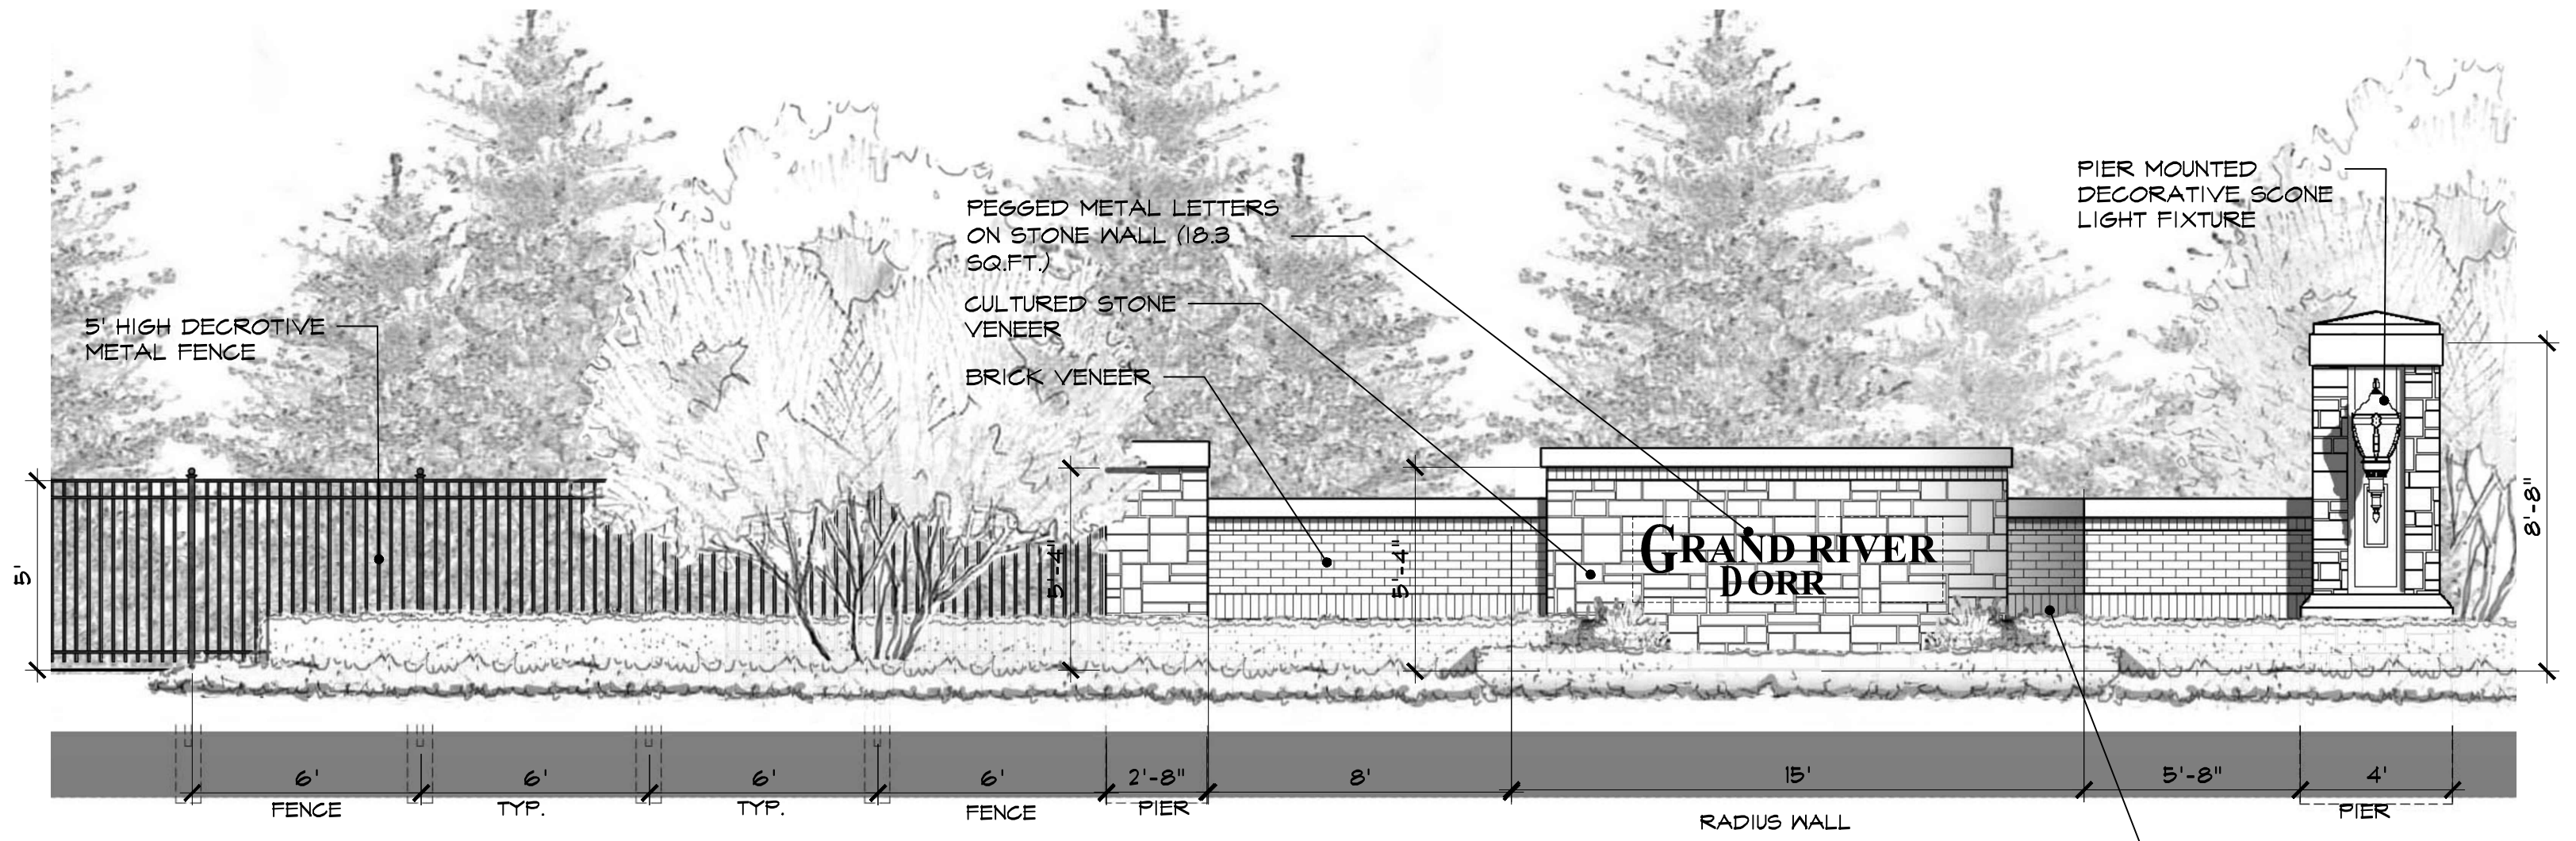 PEGGED METAL LETTERS
ON STONE WALL (18.3
SQ.FT.)
CULTURED STONE
VENEER
BRICK VENEER
5' HIGH DECROTIVE
METAL FENCE
PIER MOUNTED
DECORATIVE SCONE
LIGHT FIXTURE
GRAND RIVER
DORR
5'
5'-4"
5'-4"
8'-8"
6'
6'
6'
6'
2'-8"
8'
15'
5'-8"
4'
FENCE
TYP.
TYP.
FENCE
PIER
RADIUS WALL
PIER